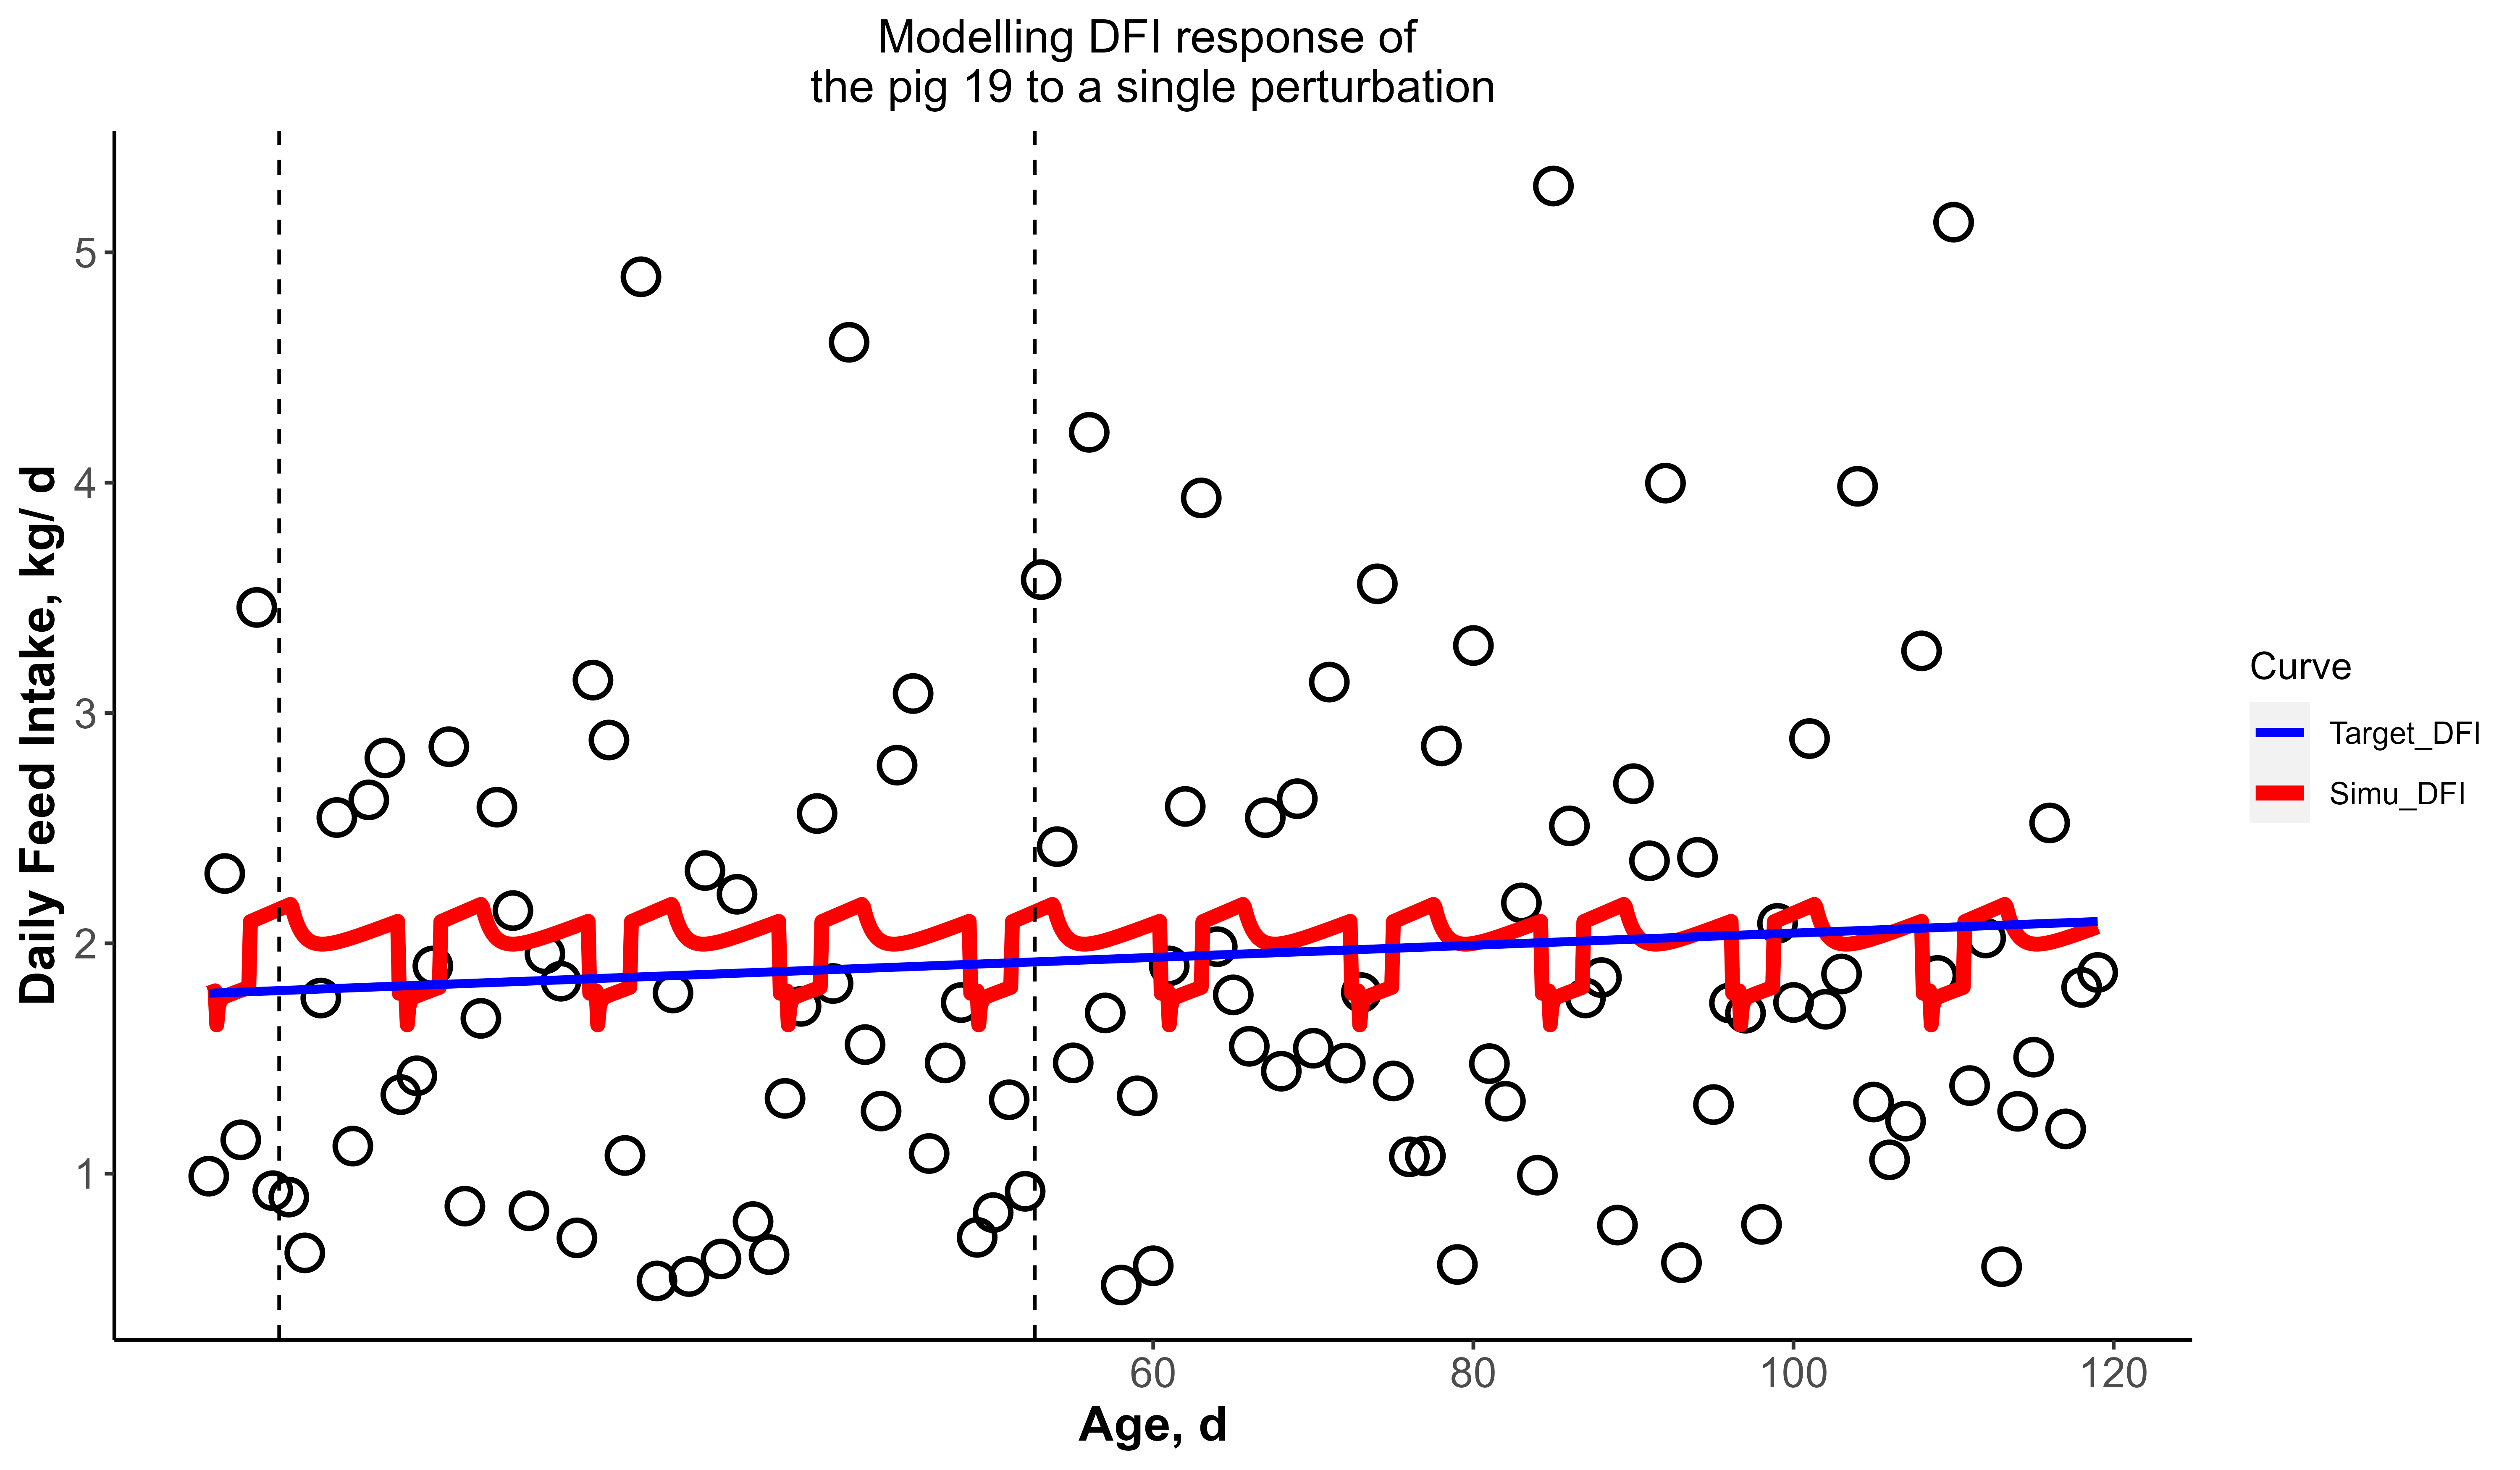 Modelling DFI response of
the pig 19 to a single perturbation
Daily Feed Intake, kg/ d
5
4
3
2
1
60
80
100
120
Age, d
Curve
Target_DFI
Simu_DFI